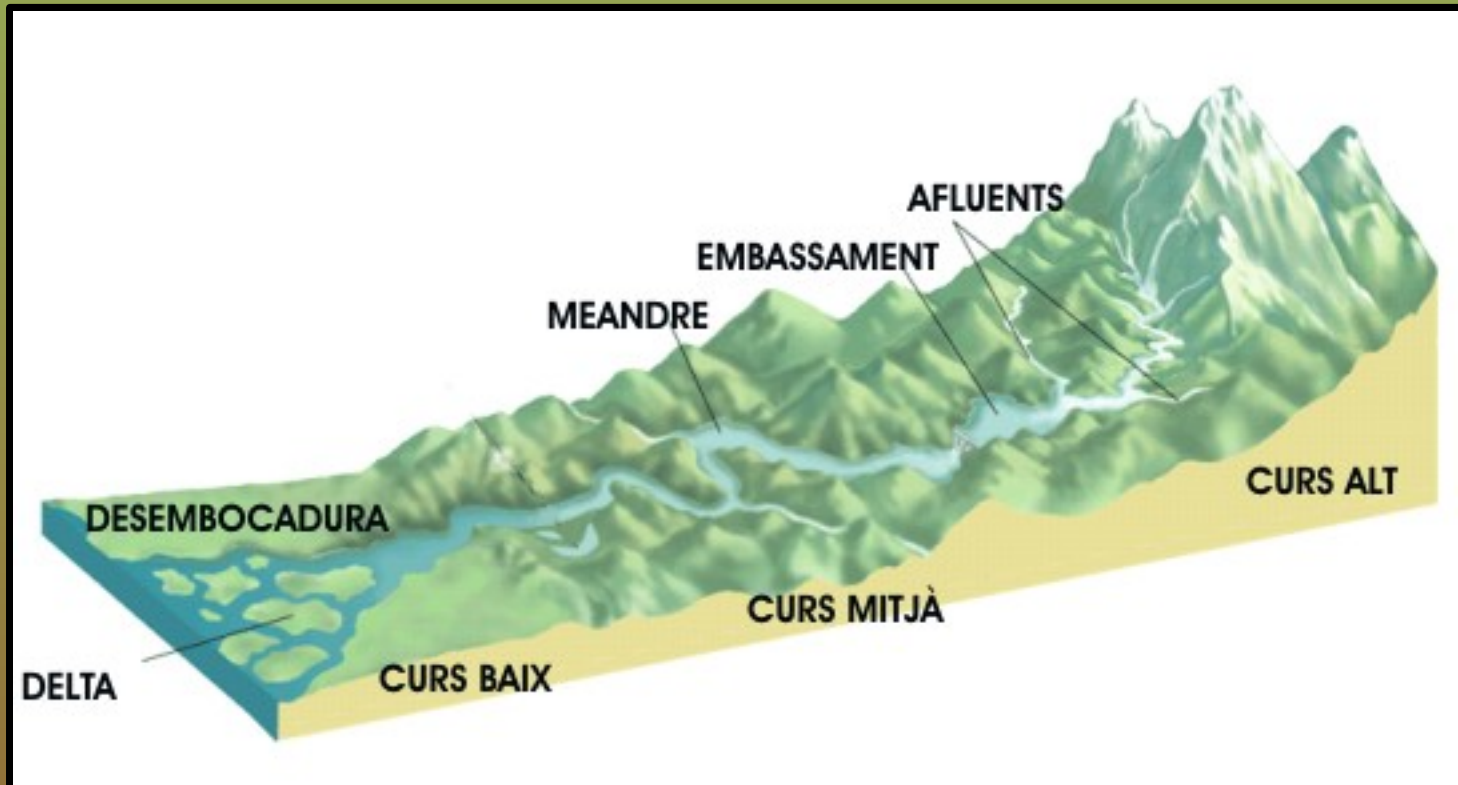 AFLUENTS
EMBASSAMENT
MEANDRE
CURS ALT
DESEMBOCADURA
CURS MITJÀ
CURS BAIX
DELTA